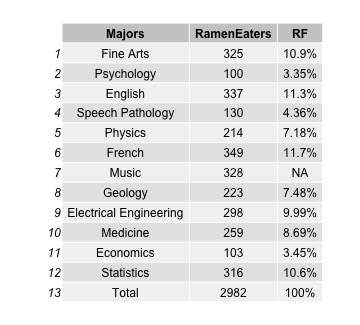 Majors RamenEaters RF
1 Fine Arts 325 10.9%
2 Psychology 100 3.35%
3 English 337 11.3%
4 Speech Pathology 130 4.36%
5 Physics 214 7.18%
6 French 349 11.7%
7 Music 328 NA
8 Geology 223 7.48%
9 Electrical Engineering 298 9.99%
10 Medicine 259 8.69%
11 Economics 103 3.45%
12 Statistics 316 10.6%
13 Total 2982 100%